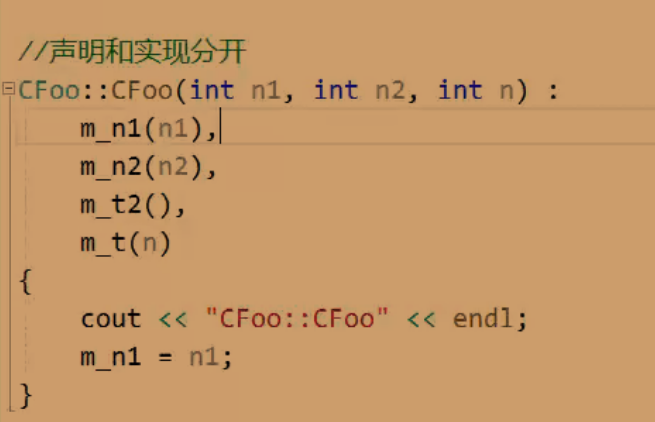 //声明和实现分开
CFoo::CFoo(int n1, int n2, int n) :
m_n1(n1),
m_n2(n2),
m_t2(),
m_t(n)
{
cout << "CFoo::CFoo" << endl;
m_n1 = n1;
}